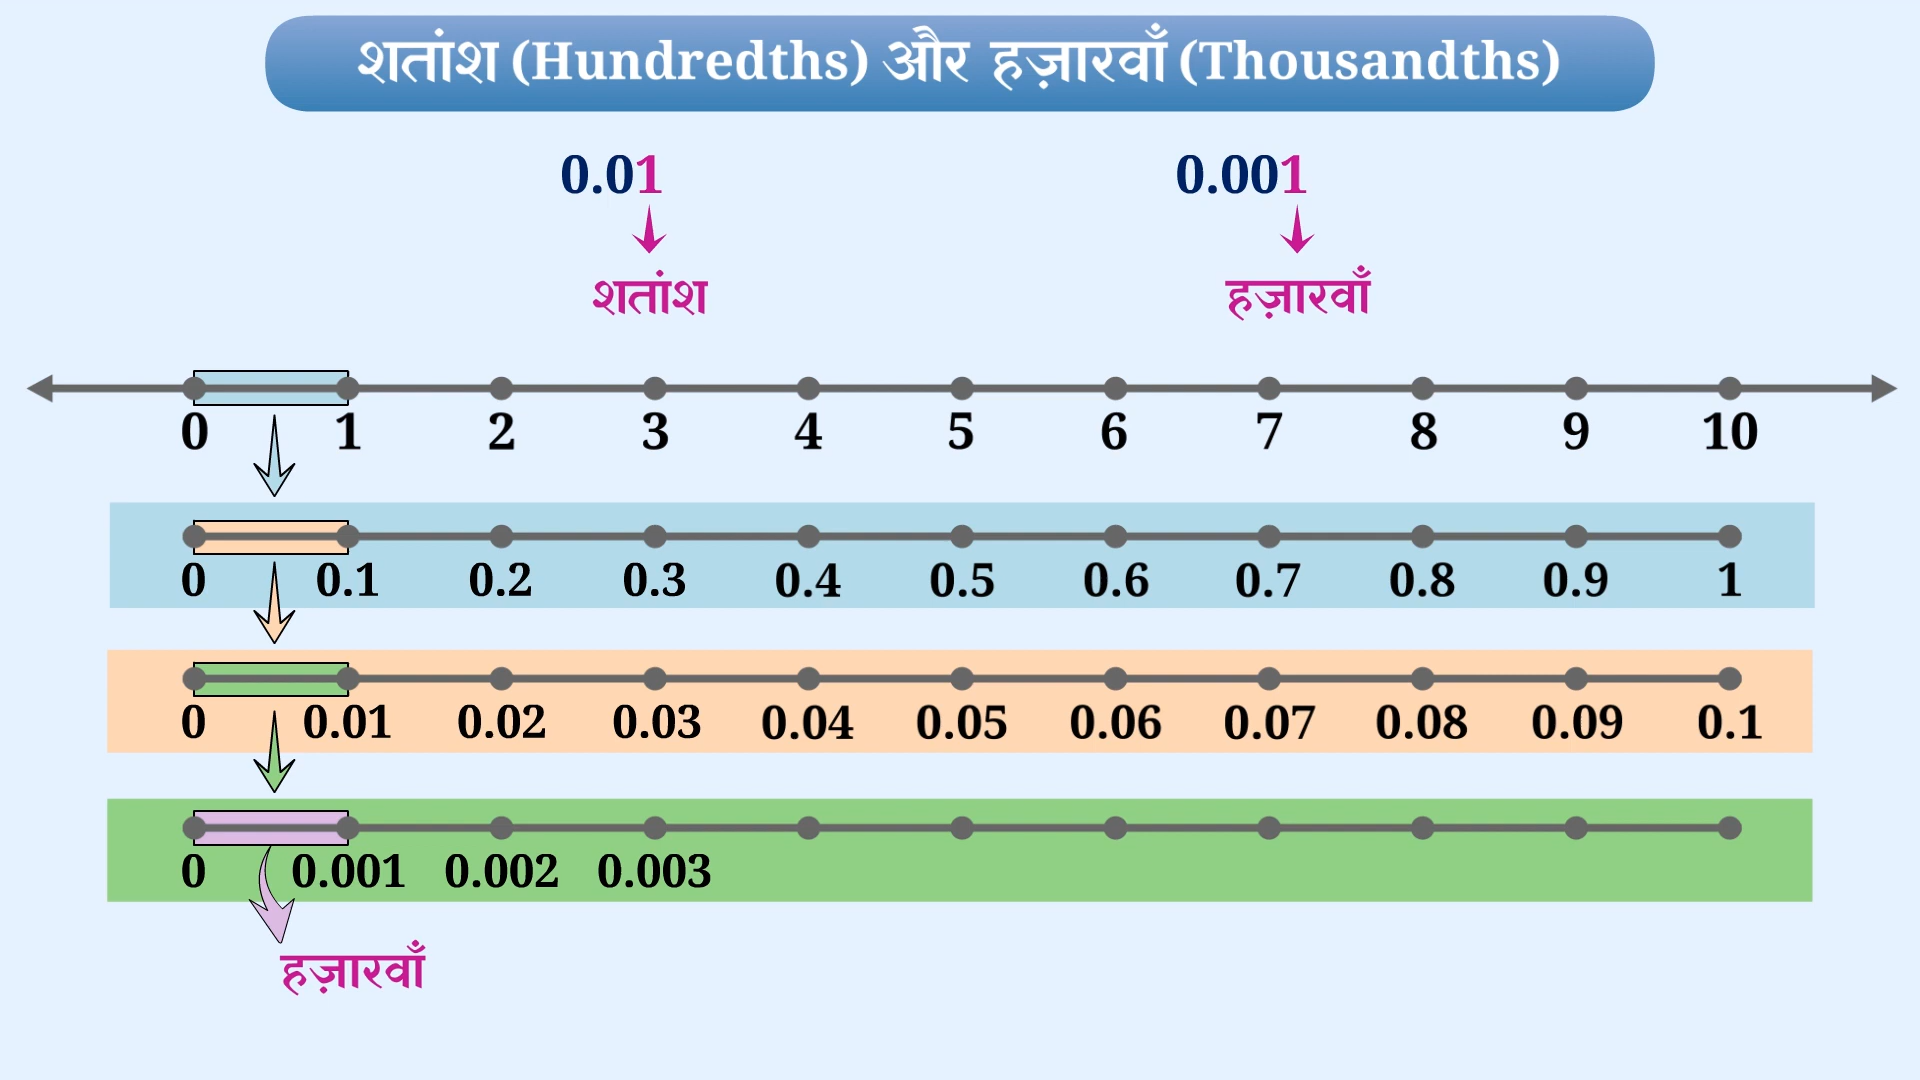 शतांश (Hundredths) और हज़ारवाँ (Thousandths)
0.01 0.001
शतांश हज़ारवाँ
0 1 2 3 4 5 6 7 8 9 10
0 0.1 0.2 0.3 0.4 0.5 0.6 0.7 0.8 0.9 1
0 0.01 0.02 0.03 0.04 0.05 0.06 0.07 0.08 0.09 0.1
0 0.001 0.002 0.003
हज़ारवाँ